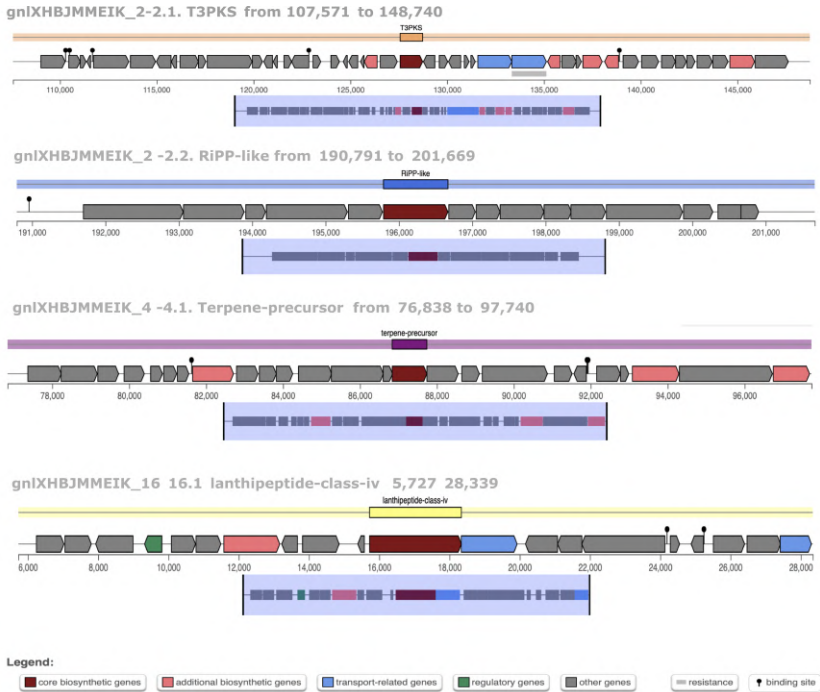 gnlXHBJMMEIK_2-2.1. T3PKS from 107,571 to 148,740
T3PKS
110,000 115,000 120,000 125,000 130,000 135,000 140,000 145,000
gnlXHBJMMEIK_2 -2.2. RiPP-like from 190,791 to 201,669
RiPP-like
191,000 192,000 193,000 194,000 195,000 196,000 197,000 198,000 199,000 200,000 201,000
gnlXHBJMMEIK_4 -4.1. Terpene-precursor from 76,838 to 97,740
terpene-precursor
78,000 80,000 82,000 84,000 86,000 88,000 90,000 92,000 94,000 96,000
gnlXHBJMMEIK_16 16.1 lanthipeptide-class-iv 5,727 28,339
lanthipeptide-class-iv
6,000 8,000 10,000 12,000 14,000 16,000 18,000 20,000 22,000 24,000 26,000 28,000
Legend:
core biosynthetic genes additional biosynthetic genes transport-related genes regulatory genes other genes resistance binding site